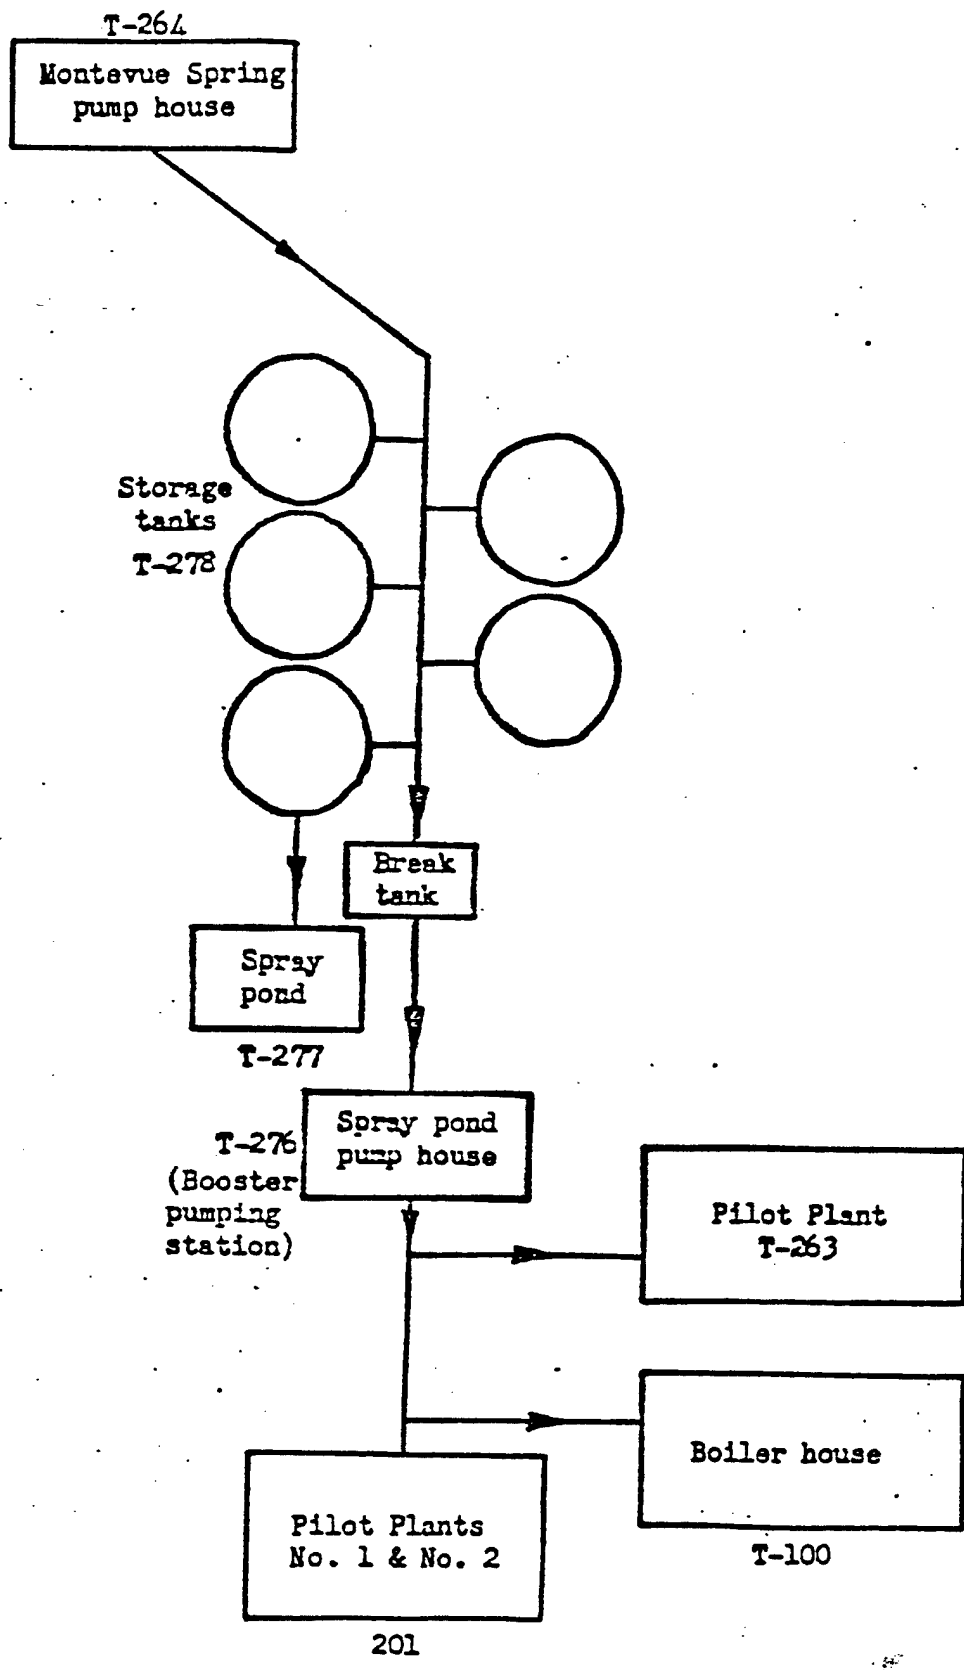 T-264
Montevue Spring
pump house
Storage
tanks
T-278
Break
tank
Spray
pond
T-277
Spray pond
pump house
T-276
(Booster
pumping
station)
Pilot Plant
T-263
Boiler house
T-100
Pilot Plants
No. 1 & No. 2
201